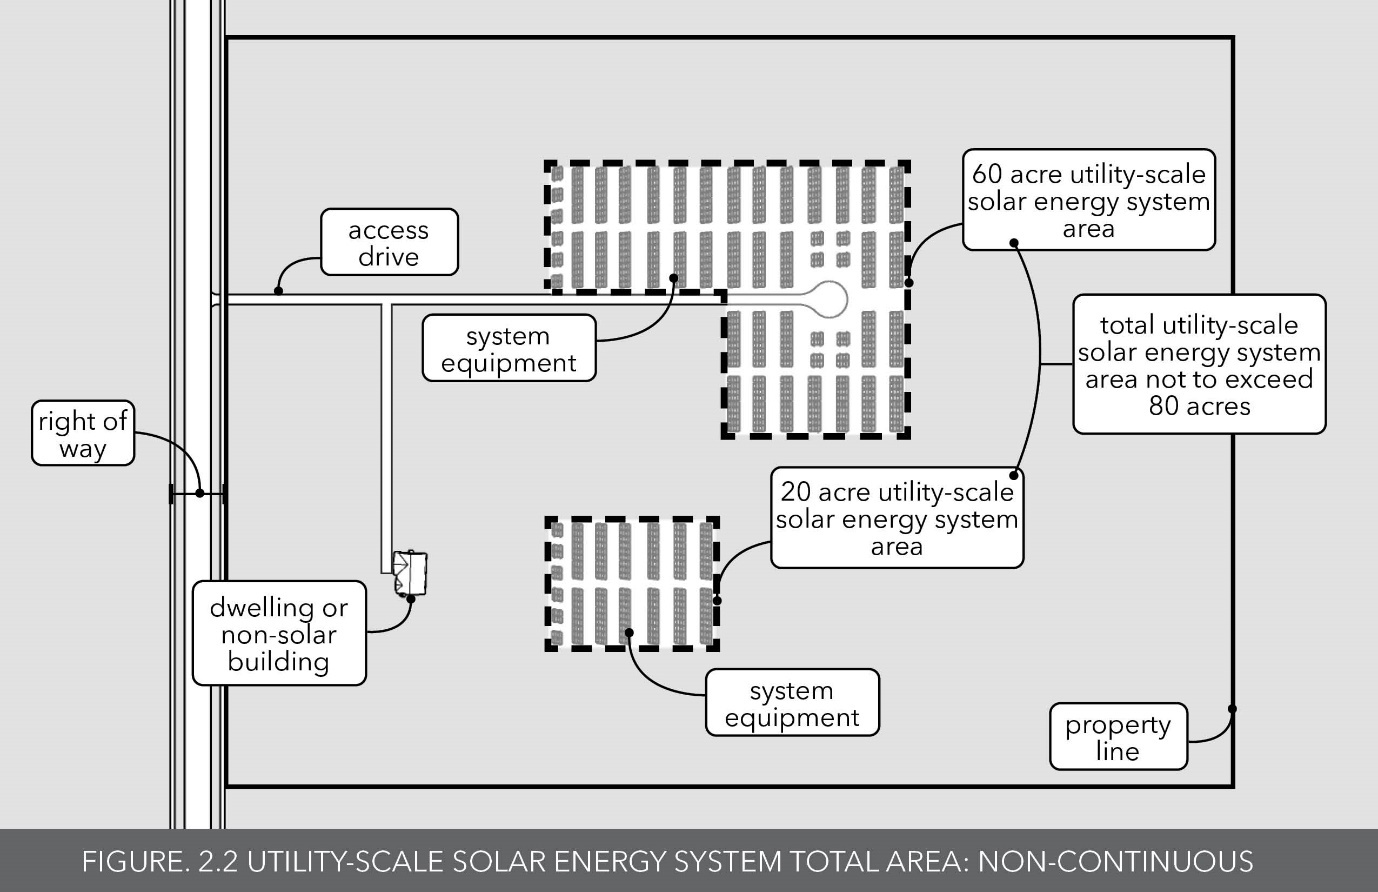 60 acre utility-scale
solar energy system
area
access
drive
system
equipment
total utility-scale
solar energy system
area not to exceed
80 acres
right of
way
20 acre utility-scale
solar energy system
area
dwelling or
non-solar
building
system
equipment
property
line
FIGURE. 2.2 UTILITY-SCALE SOLAR ENERGY SYSTEM TOTAL AREA: NON-CONTINUOUS